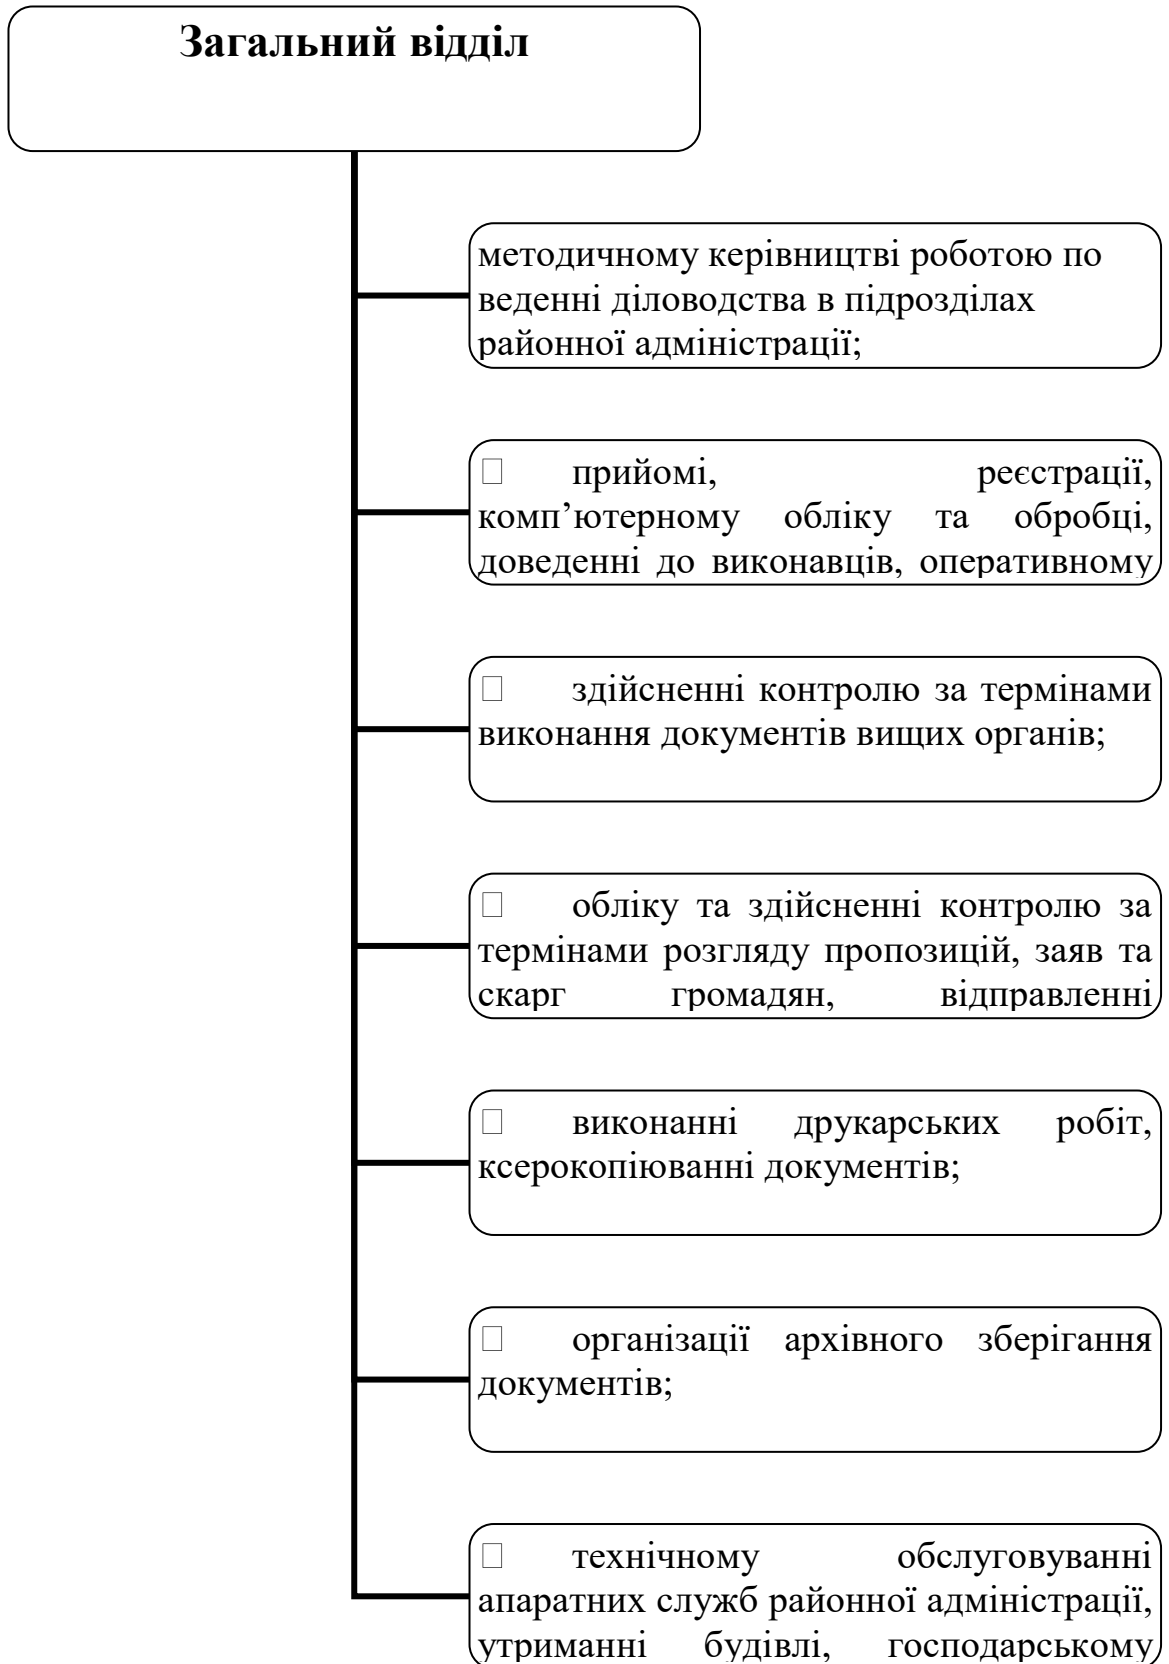 Загальний відділ
методичному керівництві роботою по
веденні діловодства в підрозділах
районної адміністрації;
прийомі, реєстрації,
комп’ютерному обліку та обробці,
доведенні до виконавців, оперативному
здійсненні контролю за термінами
виконання документів вищих органів;
обліку та здійсненні контролю за
термінами розгляду пропозицій, заяв та
скарг громадян, відправленні
виконанні друкарських робіт,
ксерокопіюванні документів;
організації архівного зберігання
документів;
технічному обслуговуванні
апаратних служб районної адміністрації,
утриманні будівлі, господарському